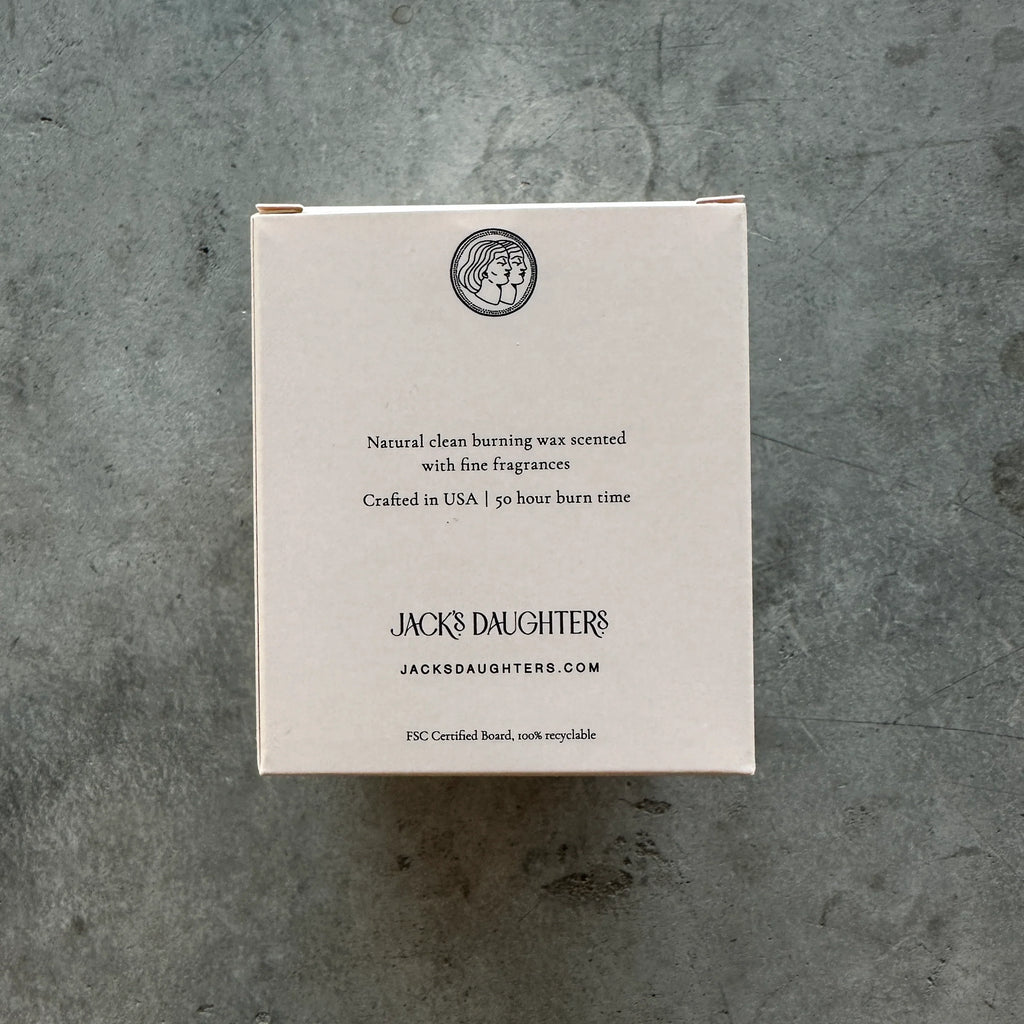 Natural clean burning wax scented
with fine fragrances
Crafted in USA | 50 hour burn time
JACK'S DAUGHTERS
JACKSDAUGHTERS.COM
FSC Certified Board, 100% recyclable